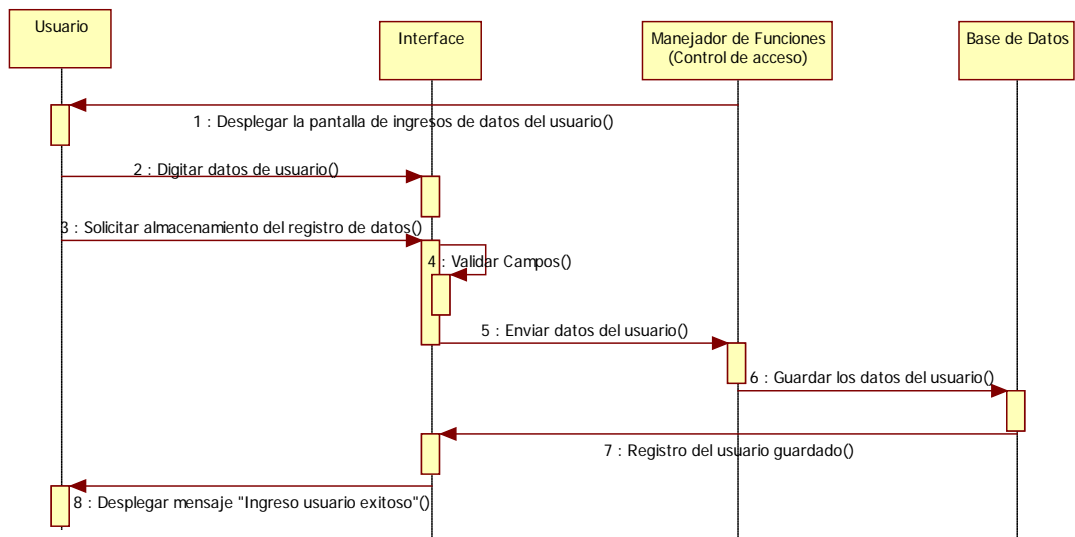 Usuario
Interface
Manejador de Funciones
(Control de acceso)
Base de Datos
1 : Desplegar la pantalla de ingresos de datos del usuario()
2 : Digitar datos de usuario()
3 : Solicitar almacenamiento del registro de datos()
4 : Validar Campos()
5 : Enviar datos del usuario()
6 : Guardar los datos del usuario()
7 : Registro del usuario guardado()
8 : Desplegar mensaje "Ingreso usuario exitoso"()